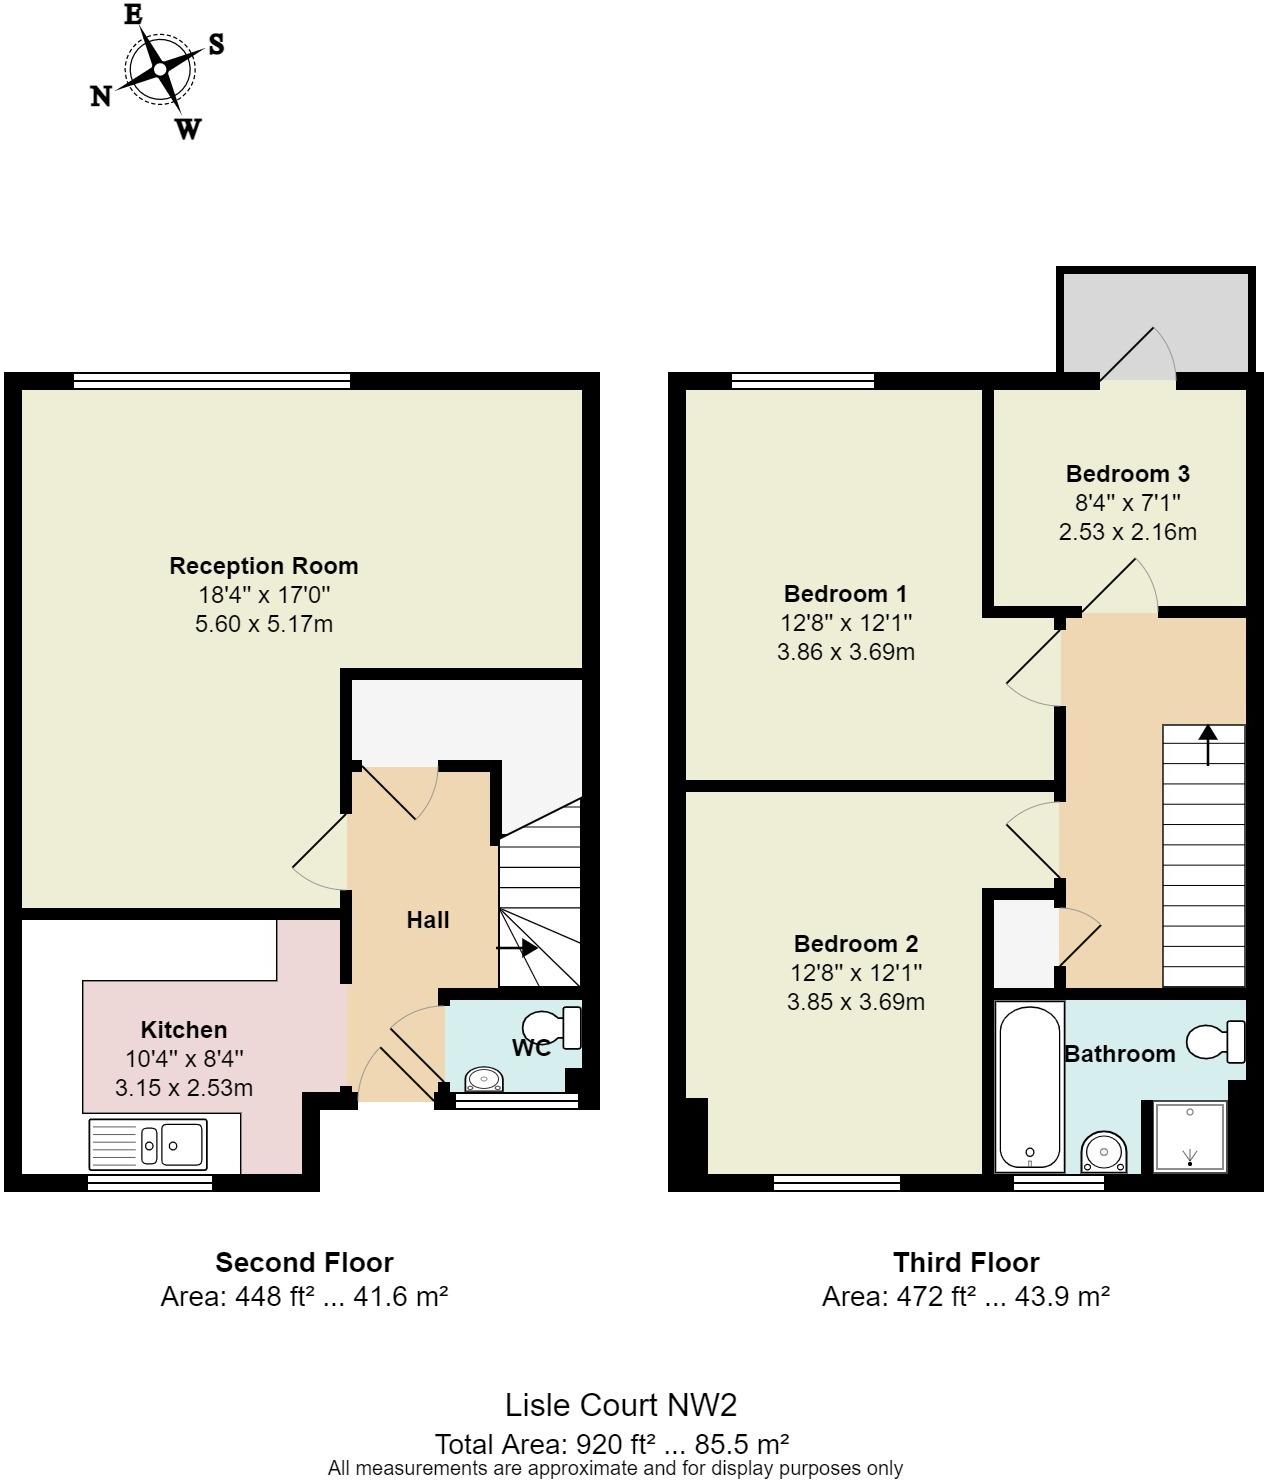 E
S
N
W
Reception Room
18'4" x 17'0"
5.60 x 5.17m
Hall
Kitchen
10'4" x 8'4"
3.15 x 2.53m
WC
Bedroom 3
8'4" x 7'1"
2.53 x 2.16m
Bedroom 1
12'8" x 12'1"
3.86 x 3.69m
Bedroom 2
12'8" x 12'1"
3.85 x 3.69m
Bathroom
Second Floor
Area: 448 ft² ... 41.6 m²
Third Floor
Area: 472 ft² ... 43.9 m²
Lisle Court NW2
Total Area: 920 ft² ... 85.5 m²
All measurements are approximate and for display purposes only